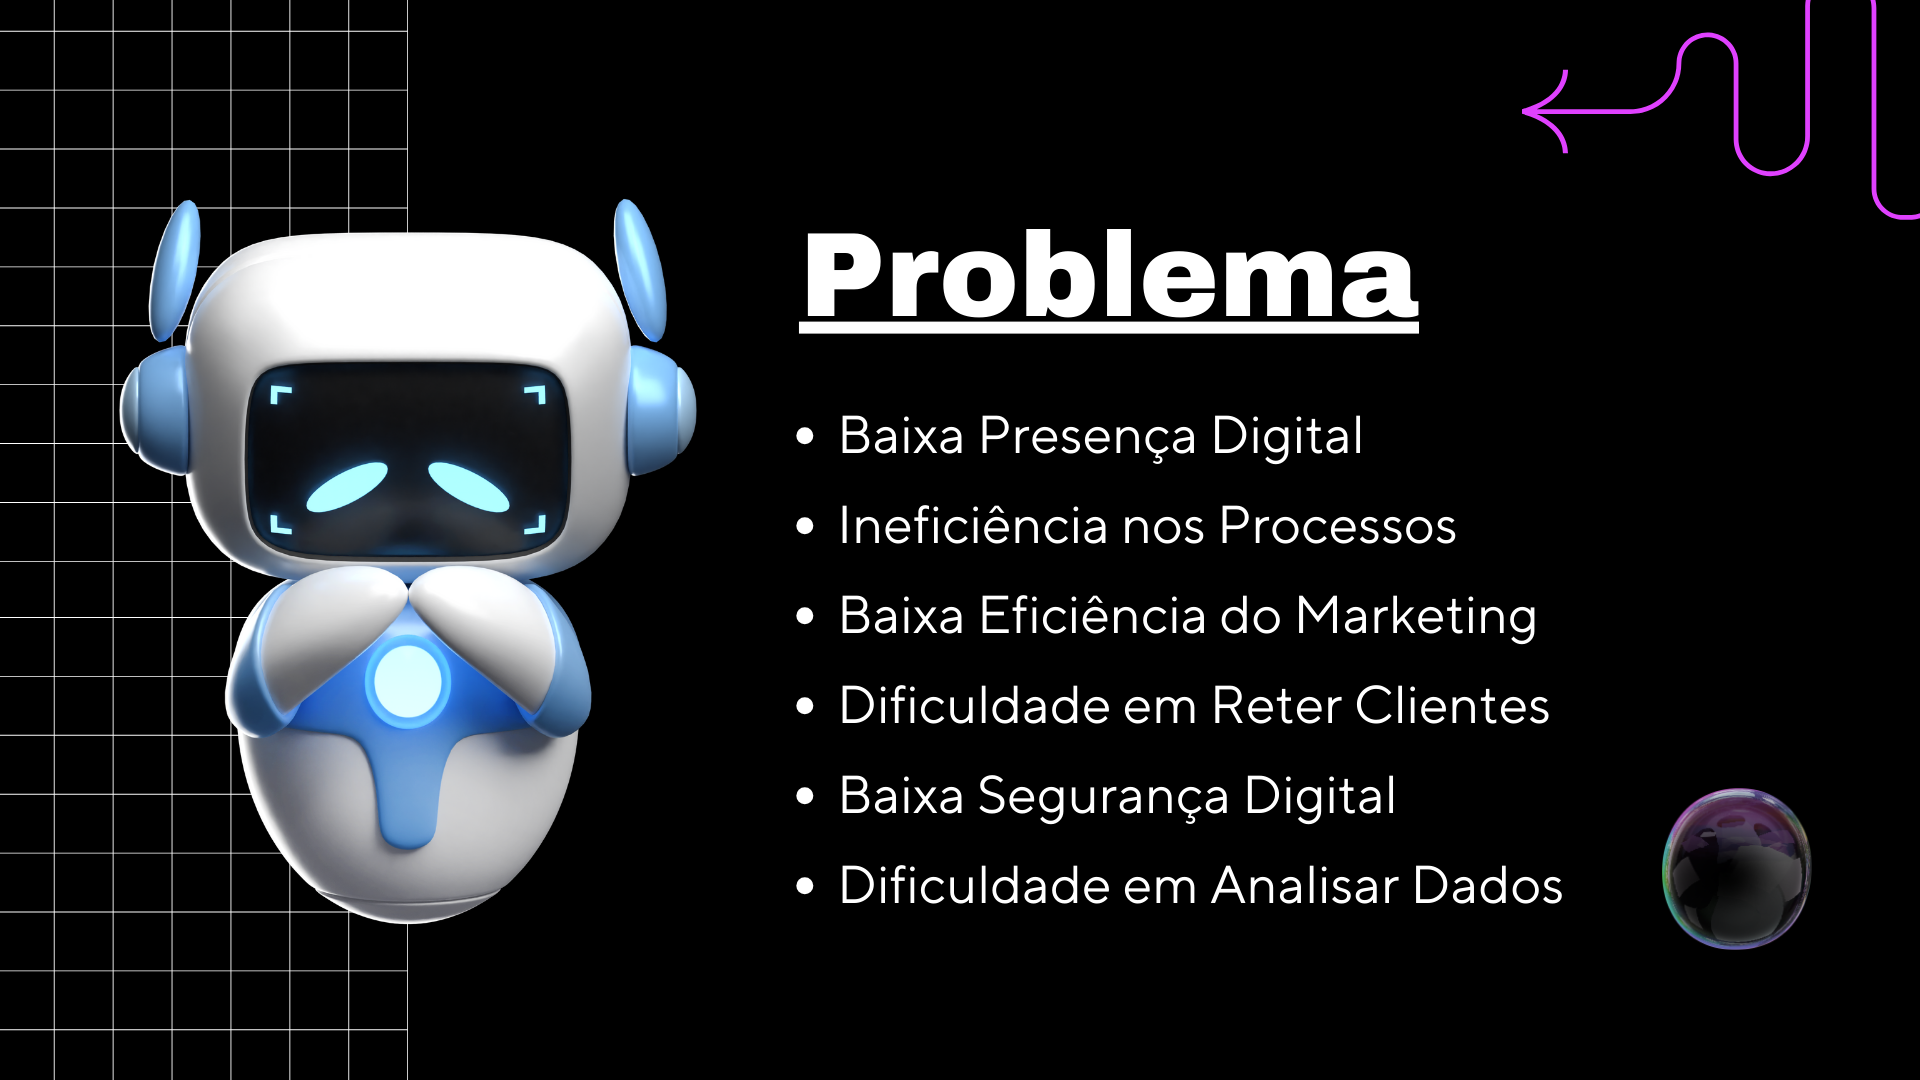 Problema
• Baixa Presença Digital
• Ineficiência nos Processos
• Baixa Eficiência do Marketing
• Dificuldade em Reter Clientes
• Baixa Segurança Digital
• Dificuldade em Analisar Dados